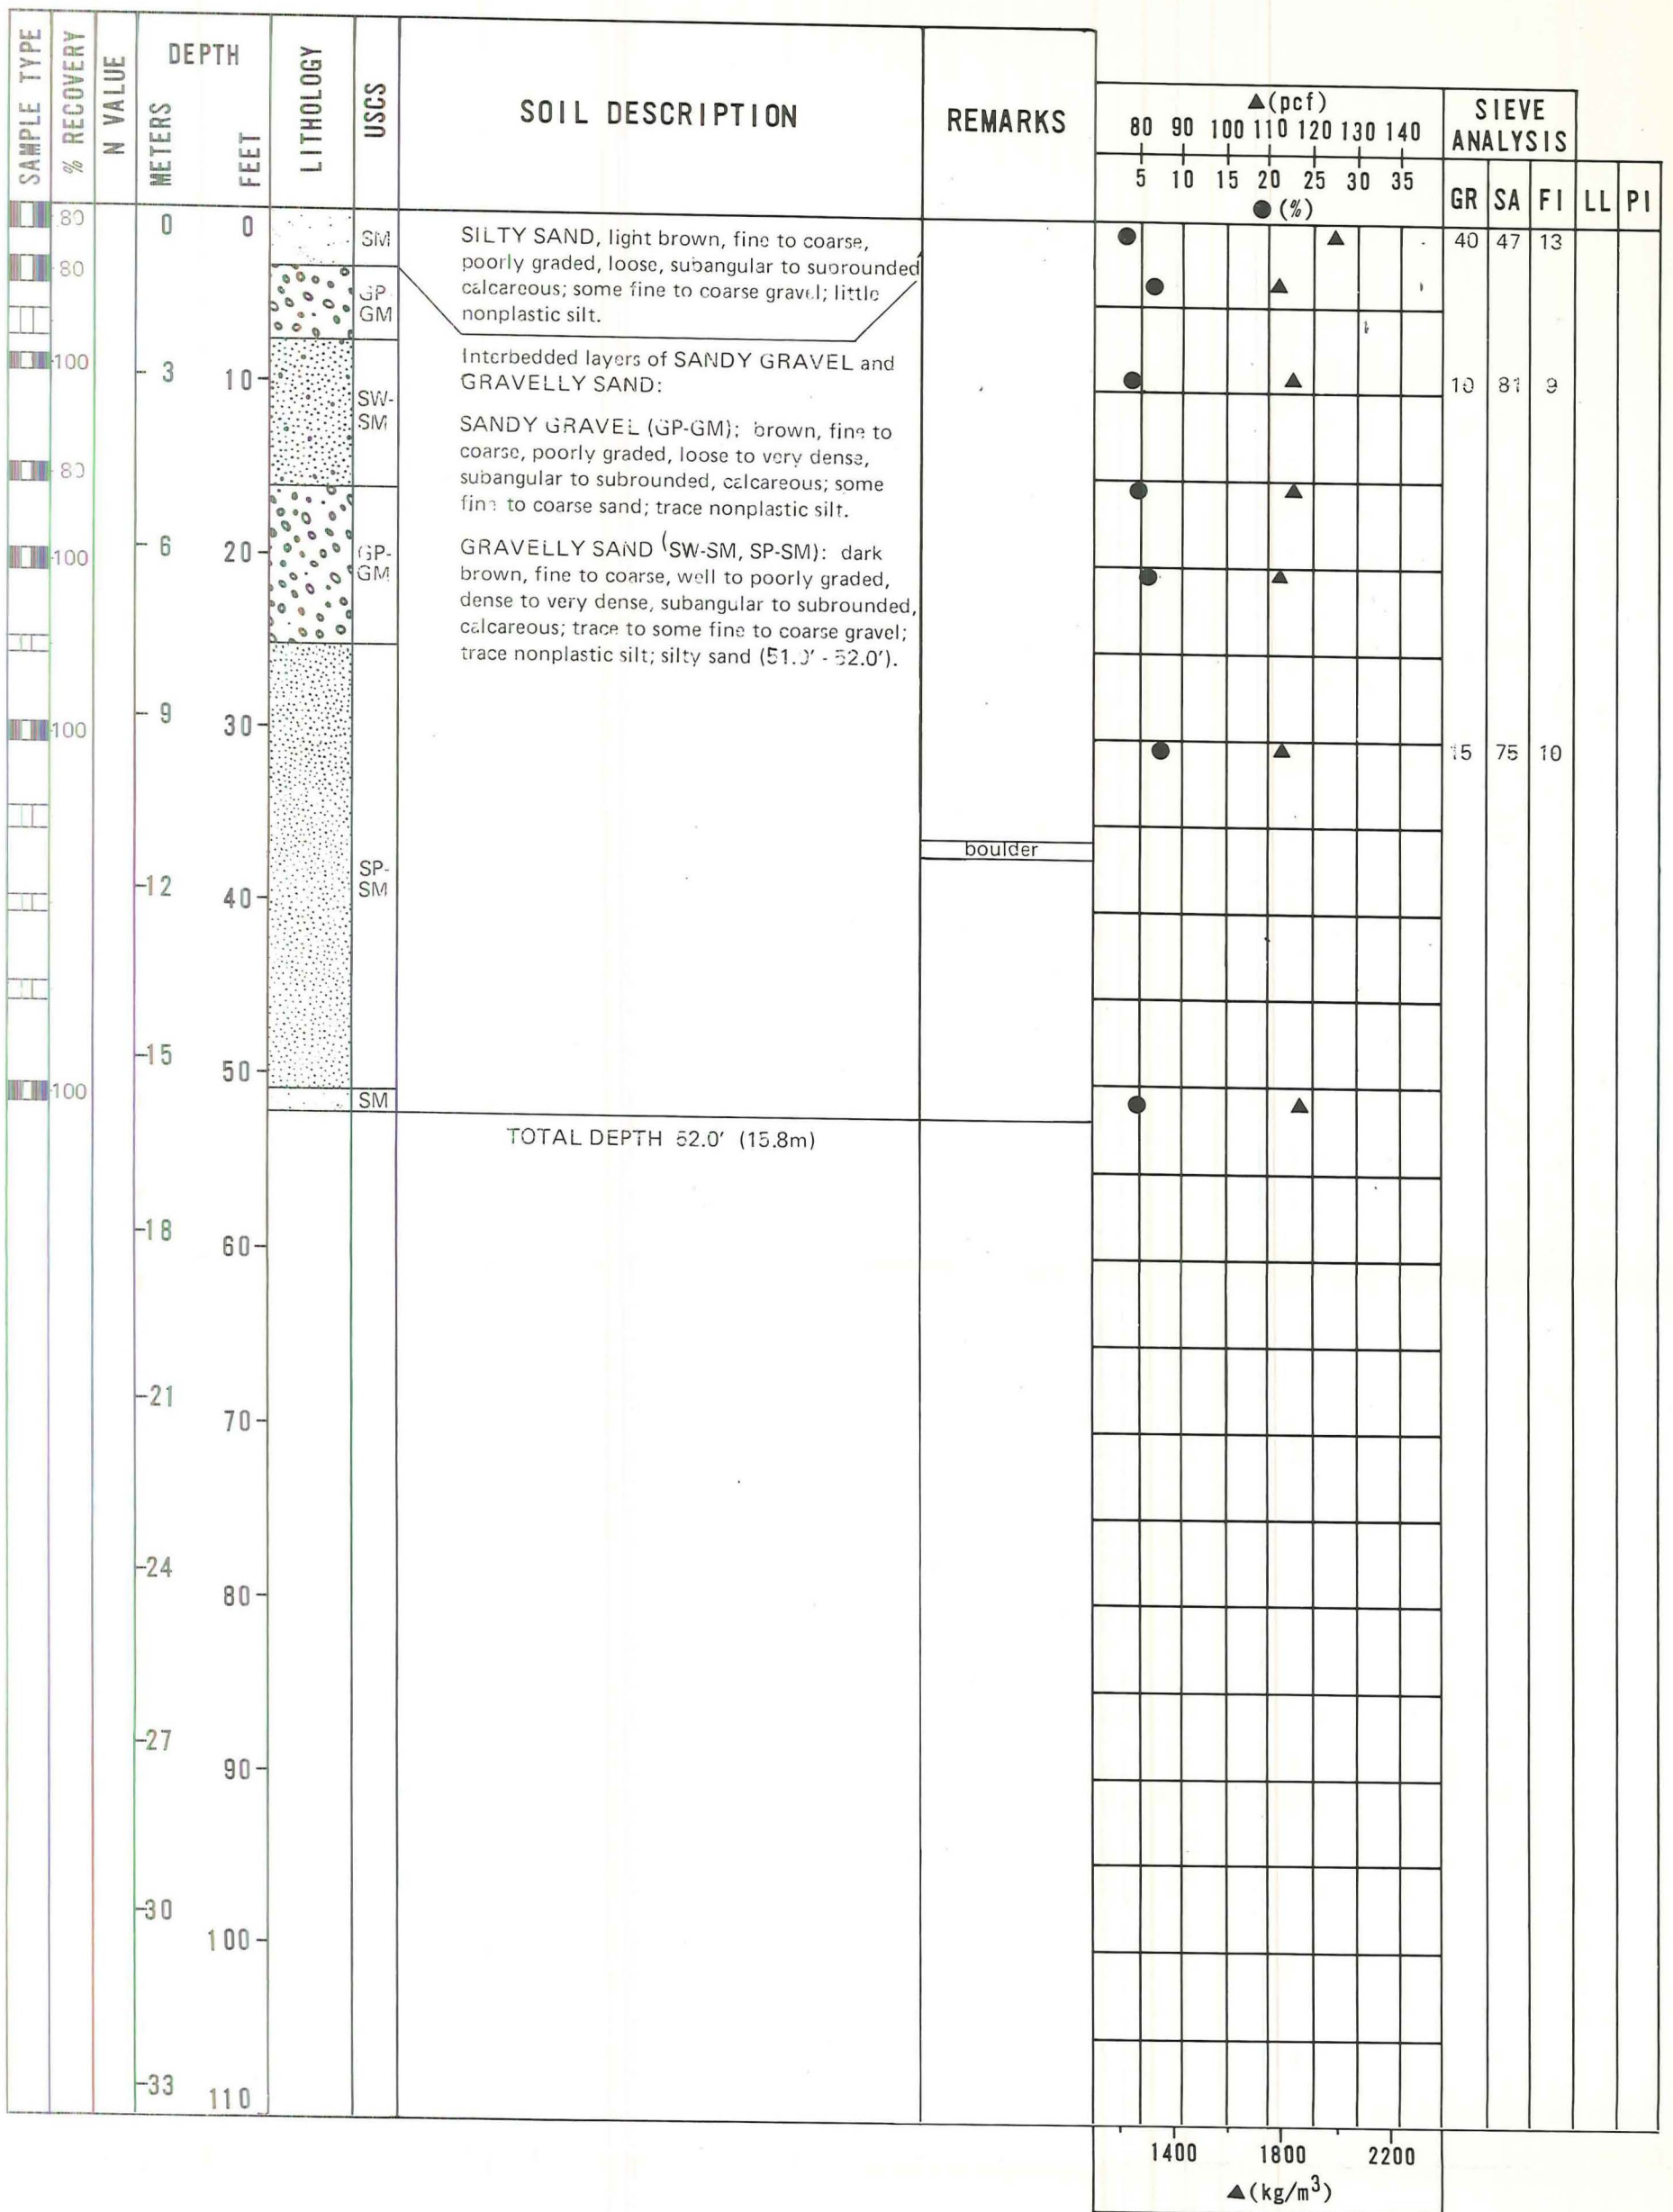 SAMPLE TYPE
% RECOVERY
N VALUE
DEPTH
METERS
FEET
LITHOLOGY
USCS
SOIL DESCRIPTION
REMARKS
▲(pcf)
80 90 100 110 120 130 140
5 10 15 20 25 30 35
●(%)
SIEVE
ANALYSIS
GR SA FI LL PI
80
80
100
80
100
100
100
0
3
6
9
12
15
18
21
24
27
30
33
0
10
20
30
40
50
60
70
80
90
100
110
SM
GP
GM
SW-
SM
GP-
GM
SP-
SM
SM
SILTY SAND, light brown, fine to coarse,
poorly graded, loose, subangular to suorounded
calcareous; some fine to coarse gravel; little
nonplastic silt.
Interbedded layers of SANDY GRAVEL and
GRAVELLY SAND:
SANDY GRAVEL (GP-GM): brown, fine to
coarse, poorly graded, loose to very dense,
subangular to subrounded, calcareous; some
fine to coarse sand; trace nonplastic silt.
GRAVELLY SAND (SW-SM, SP-SM): dark
brown, fine to coarse, well to poorly graded,
dense to very dense, subangular to subrounded,
calcareous; trace to some fine to coarse gravel;
trace nonplastic silt; silty sand (51.0' - 52.0').
TOTAL DEPTH 52.0' (15.8m)
boulder
40 47 13
10 81 9
15 75 10
1400 1800 2200
▲(kg/m³)